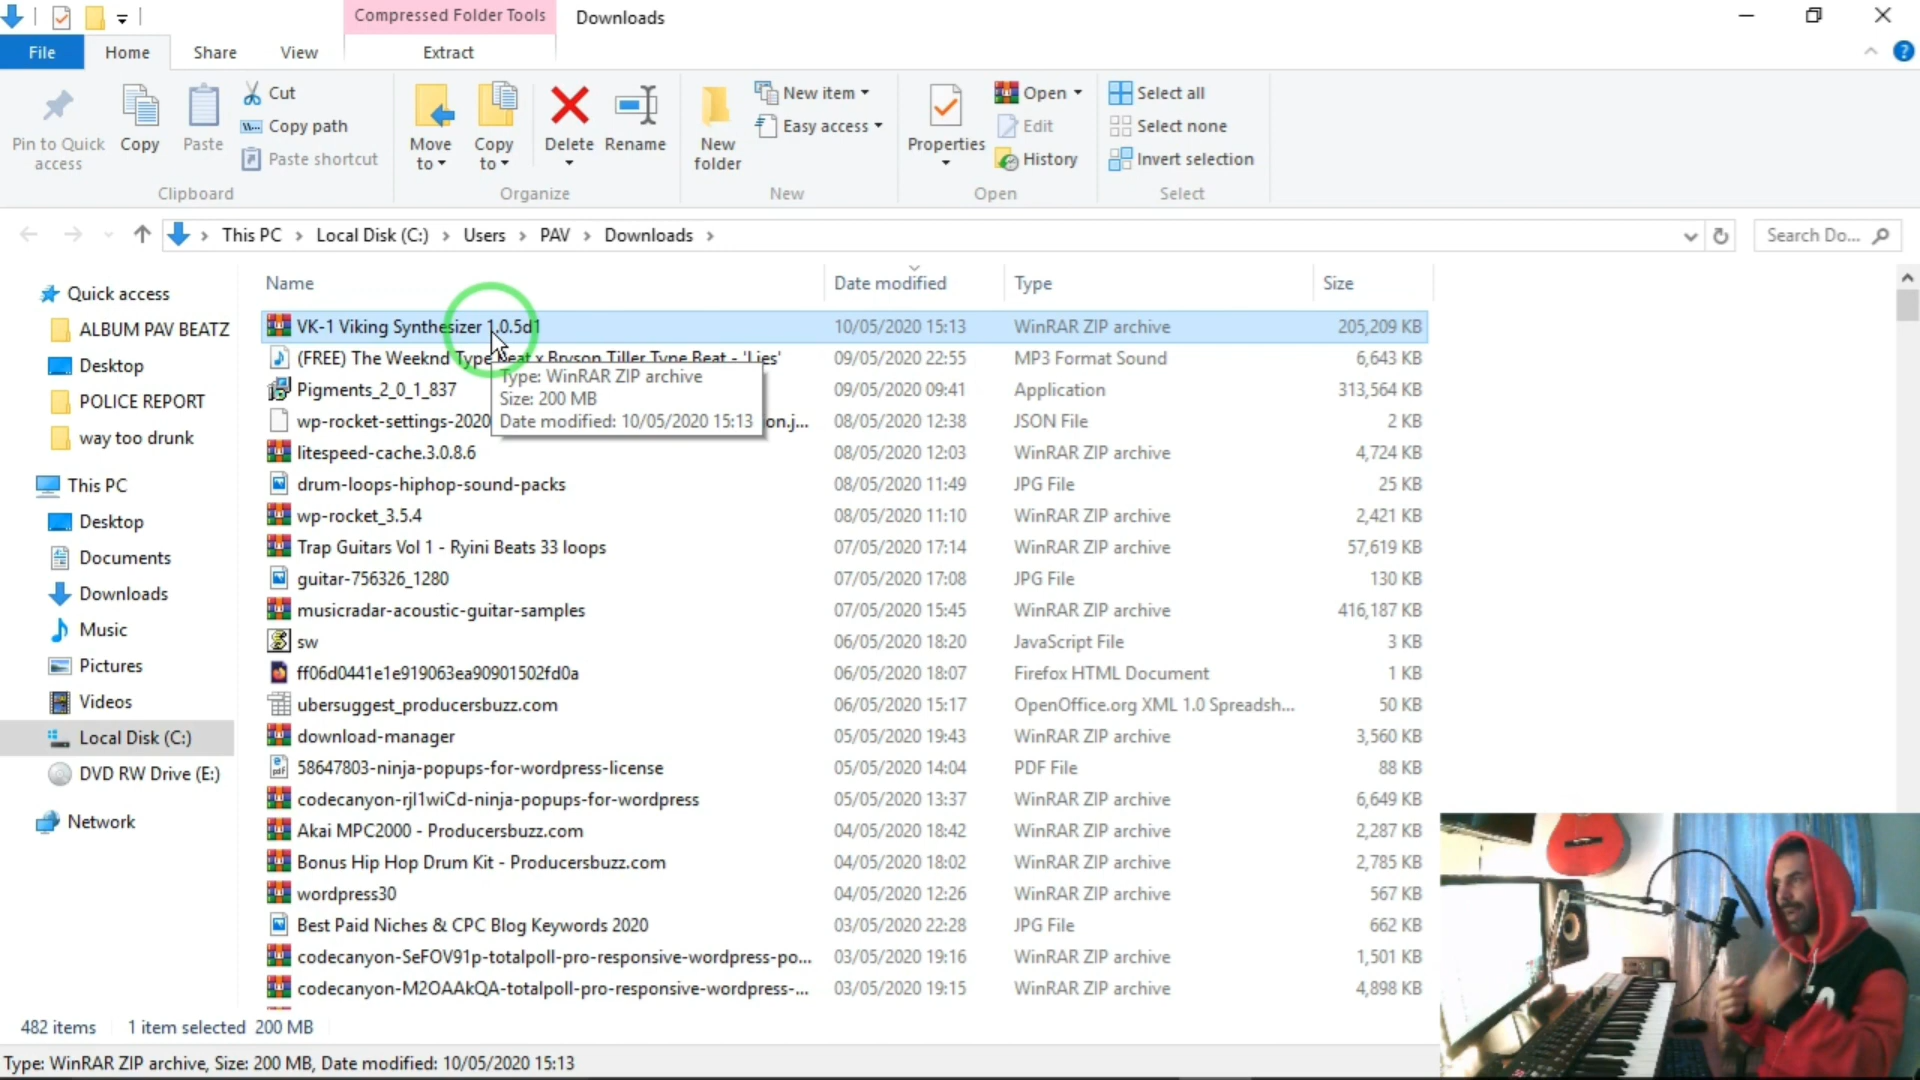 Compressed Folder Tools
Downloads
File
Home
Share
View
Extract
Pin to Quick access
Copy
Paste
Cut
Copy path
Paste shortcut
Clipboard
Move to
Copy to
Delete
Rename
Organize
New folder
New item
Easy access
New
Properties
Open
Edit
History
Open
Select all
Select none
Invert selection
Select
This PC
Local Disk (C:)
Users
PAV
Downloads
Search Do...
Quick access
ALBUM PAV BEATZ
Desktop
POLICE REPORT
way too drunk
This PC
Desktop
Documents
Downloads
Music
Pictures
Videos
Local Disk (C:)
DVD RW Drive (E:)
Network
Name Date modified Type Size
VK-1 Viking Synthesizer 1.0.5d1 10/05/2020 15:13 WinRAR ZIP archive 205,209 KB
(FREE) The Weeknd Type Beat x Bryson Tiller Type Beat - 'Lies' 09/05/2020 22:55 MP3 Format Sound 6,643 KB
Type: WinRAR ZIP archive
Size: 200 MB
Date modified: 10/05/2020 15:13
Pigments_2_0_1_837 09/05/2020 09:41 Application 313,564 KB
wp-rocket-settings-2020 on.j... 08/05/2020 12:38 JSON File 2 KB
litespeed-cache.3.0.8.6 08/05/2020 12:03 WinRAR ZIP archive 4,724 KB
drum-loops-hiphop-sound-packs 08/05/2020 11:49 JPG File 25 KB
wp-rocket_3.5.4 08/05/2020 11:10 WinRAR ZIP archive 2,421 KB
Trap Guitars Vol 1 - Ryini Beats 33 loops 07/05/2020 17:14 WinRAR ZIP archive 57,619 KB
guitar-756326_1280 07/05/2020 17:08 JPG File 130 KB
musicradar-acoustic-guitar-samples 07/05/2020 15:45 WinRAR ZIP archive 416,187 KB
sw 06/05/2020 18:20 JavaScript File 3 KB
ff06d0441e1e919063ea90901502fd0a 06/05/2020 18:07 Firefox HTML Document 1 KB
ubersuggest_producersbuzz.com 06/05/2020 15:17 OpenOffice.org XML 1.0 Spreadsh... 50 KB
download-manager 05/05/2020 19:43 WinRAR ZIP archive 3,560 KB
58647803-ninja-popups-for-wordpress-license 05/05/2020 14:04 PDF File 88 KB
codecanyon-rjl1wiCd-ninja-popups-for-wordpress 05/05/2020 13:37 WinRAR ZIP archive 6,649 KB
Akai MPC2000 - Producersbuzz.com 04/05/2020 18:42 WinRAR ZIP archive 2,287 KB
Bonus Hip Hop Drum Kit - Producersbuzz.com 04/05/2020 18:02 WinRAR ZIP archive 2,785 KB
wordpress30 04/05/2020 12:26 WinRAR ZIP archive 567 KB
Best Paid Niches & CPC Blog Keywords 2020 03/05/2020 22:28 JPG File 662 KB
codecanyon-SeFOV91p-totalpoll-pro-responsive-wordpress-po... 03/05/2020 19:16 WinRAR ZIP archive 1,501 KB
codecanyon-M2OAAkQA-totalpoll-pro-responsive-wordpress-... 03/05/2020 19:15 WinRAR ZIP archive 4,898 KB
482 items 1 item selected 200 MB
Type: WinRAR ZIP archive, Size: 200 MB, Date modified: 10/05/2020 15:13